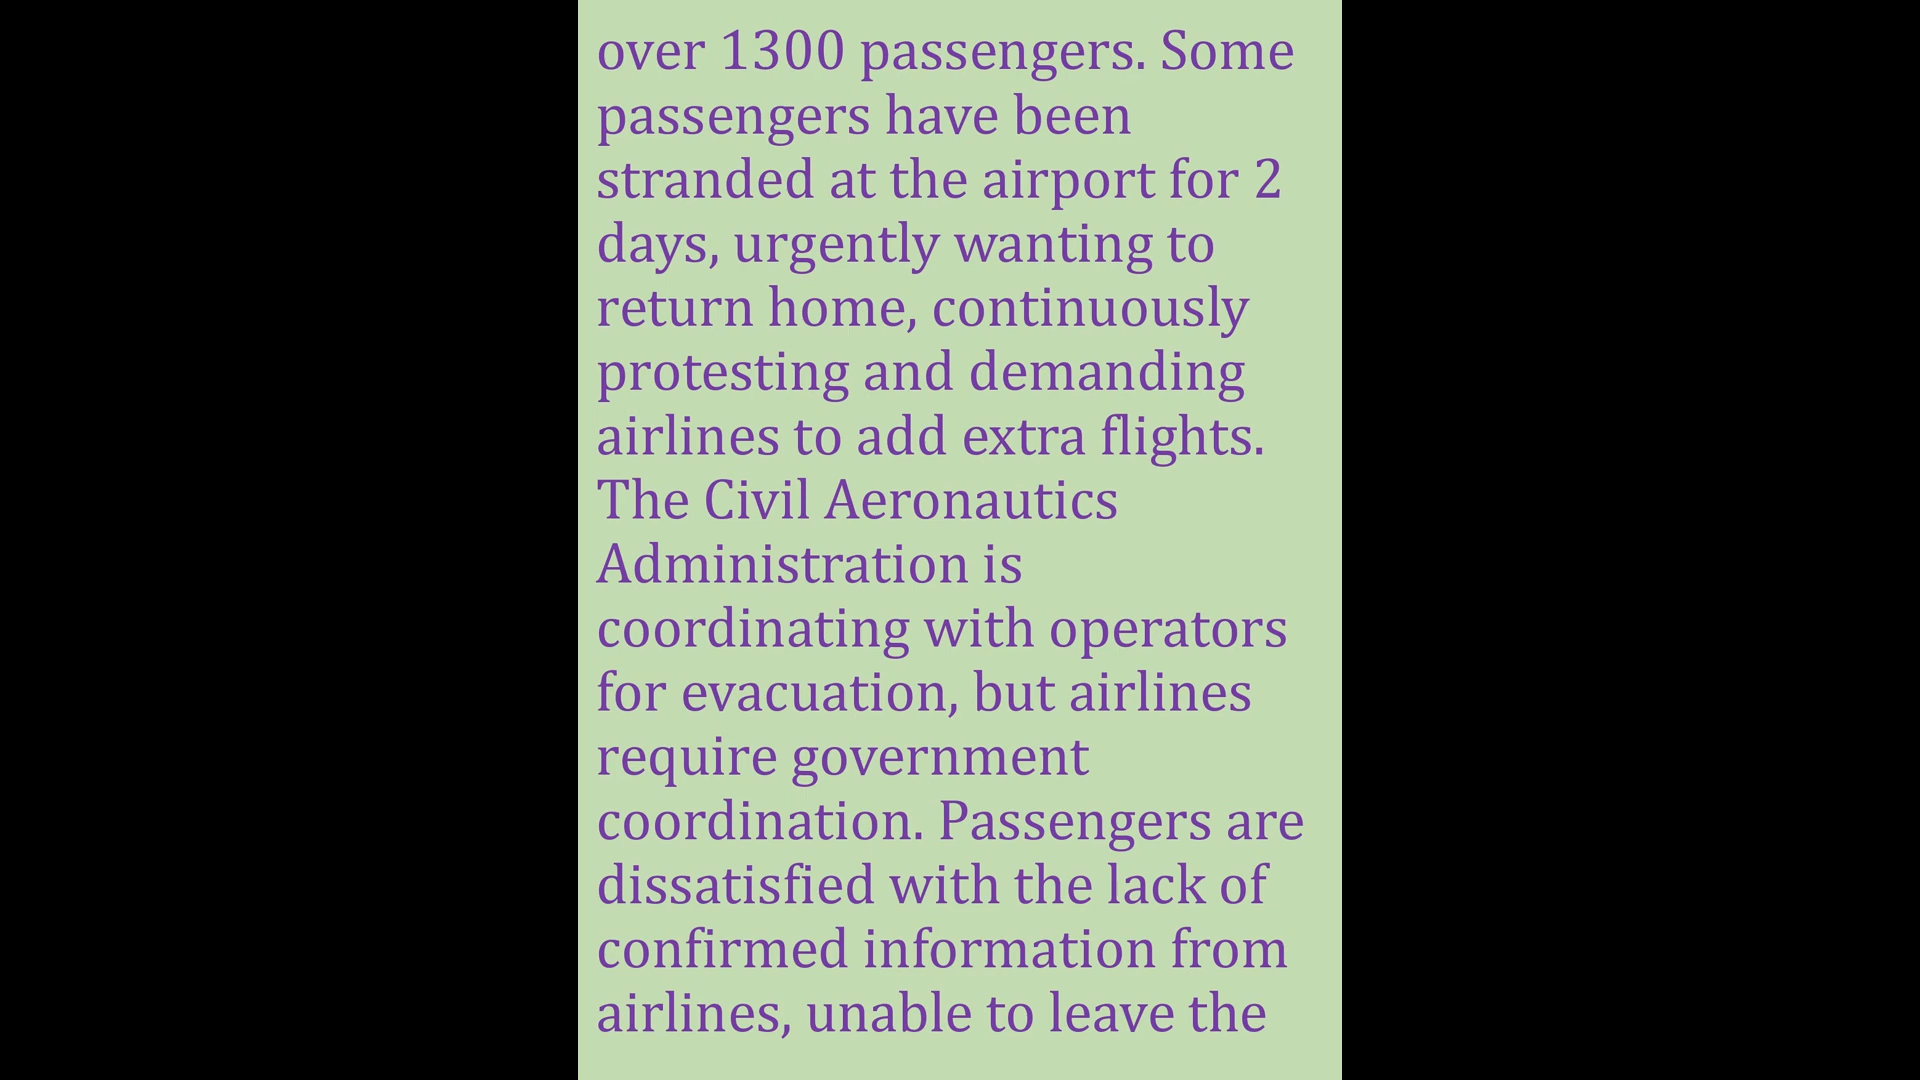 over 1300 passengers. Some
passengers have been
stranded at the airport for 2
days, urgently wanting to
return home, continuously
protesting and demanding
airlines to add extra flights.
The Civil Aeronautics
Administration is
coordinating with operators
for evacuation, but airlines
require government
coordination. Passengers are
dissatisfied with the lack of
confirmed information from
airlines, unable to leave the